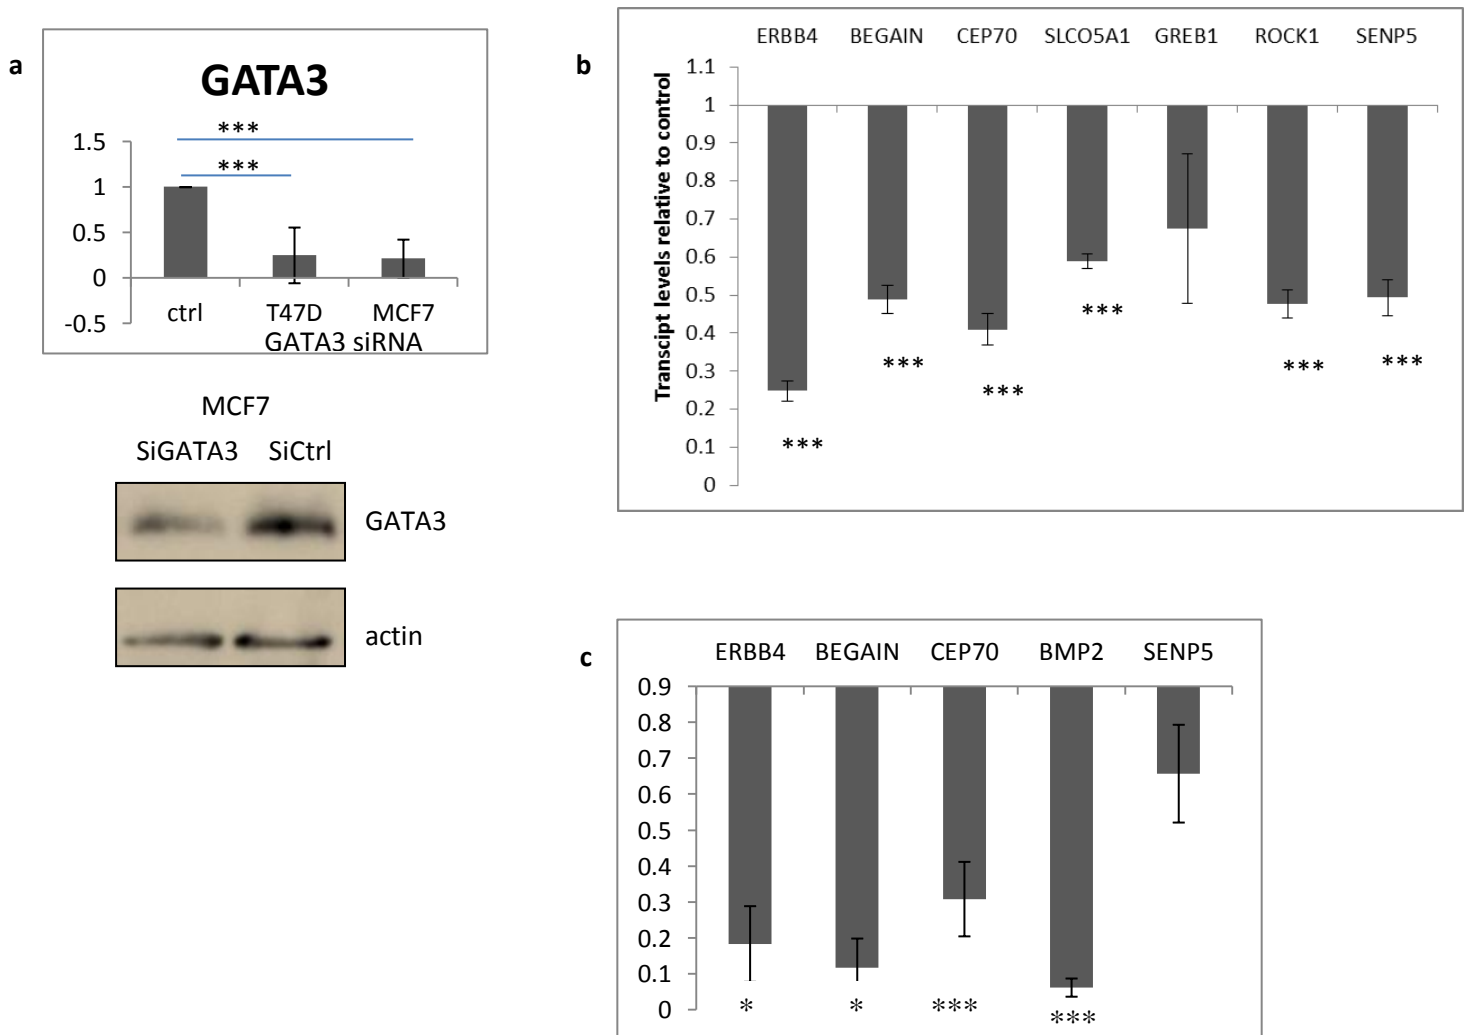 a
GATA3
***
***
1.5
1
0.5
0
-0.5
ctrl T47D MCF7
GATA3 siRNA
MCF7
SiGATA3 SiCtrl
GATA3
actin
b
ERBB4 BEGAIN CEP70 SLCO5A1 GREB1 ROCK1 SENP5
Transcipt levels relative to control
1.1
1
0.9
0.8
0.7
0.6
0.5
0.4
0.3
0.2
0.1
0
*** *** *** *** *** ***
c
ERBB4 BEGAIN CEP70 BMP2 SENP5
0.9
0.8
0.7
0.6
0.5
0.4
0.3
0.2
0.1
0
* * *** ***